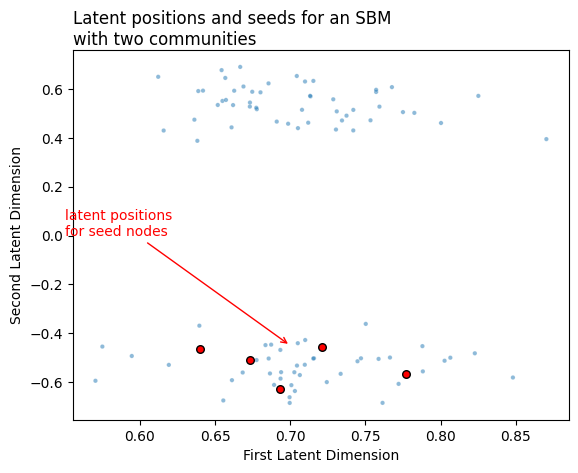 Latent positions and seeds for an SBM
with two communities
Second Latent Dimension
0.6
0.4
0.2
0.0
−0.2
−0.4
−0.6
latent positions
for seed nodes
0.60
0.65
0.70
0.75
0.80
0.85
First Latent Dimension